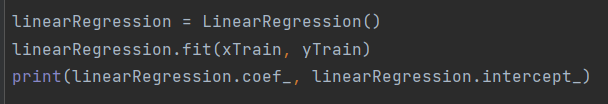 linearRegression = LinearRegression()
linearRegression.fit(xTrain, yTrain)
print(linearRegression.coef_, linearRegression.intercept_)